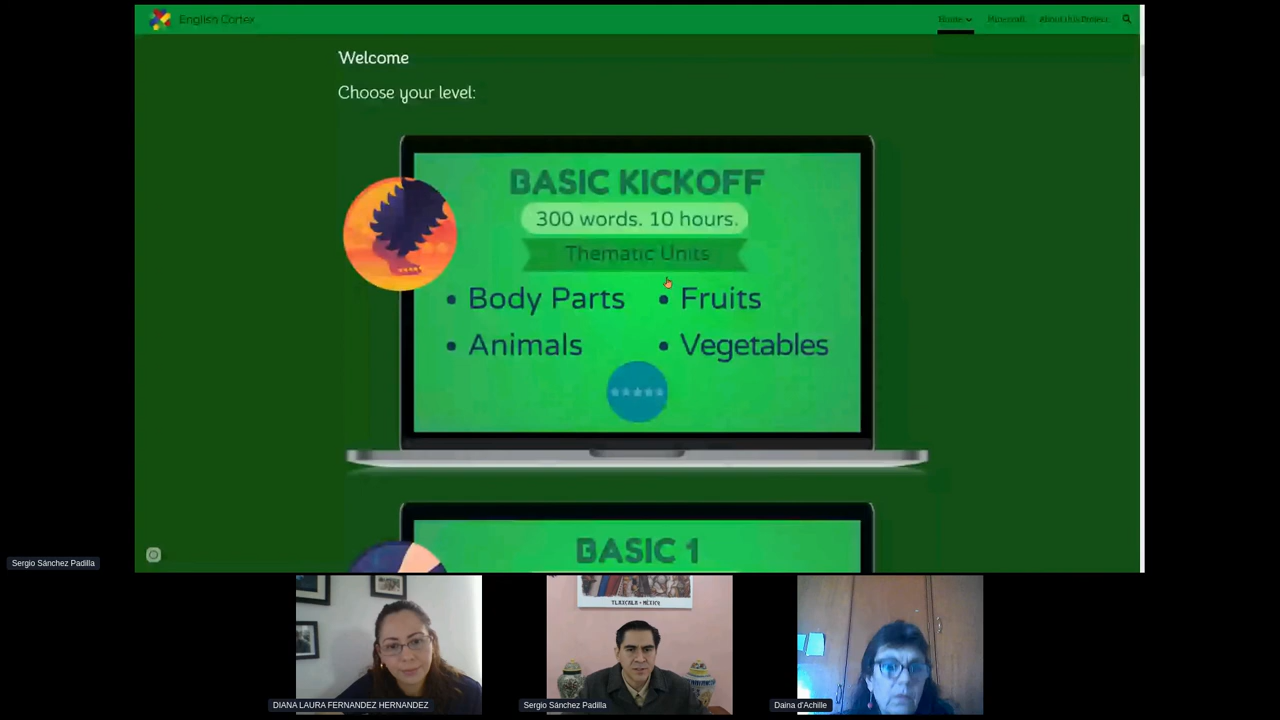 English Cortex
Home
Minecraft
About this Project
Welcome
Choose your level:
BASIC KICKOFF
300 words. 10 hours.
Thematic Units
• Body Parts
• Fruits
• Animals
• Vegetables
BASIC 1
Sergio Sánchez Padilla
TLAXCALA • MÉXICO
DIANA LAURA FERNANDEZ HERNANDEZ
Sergio Sánchez Padilla
Daina d'Achille